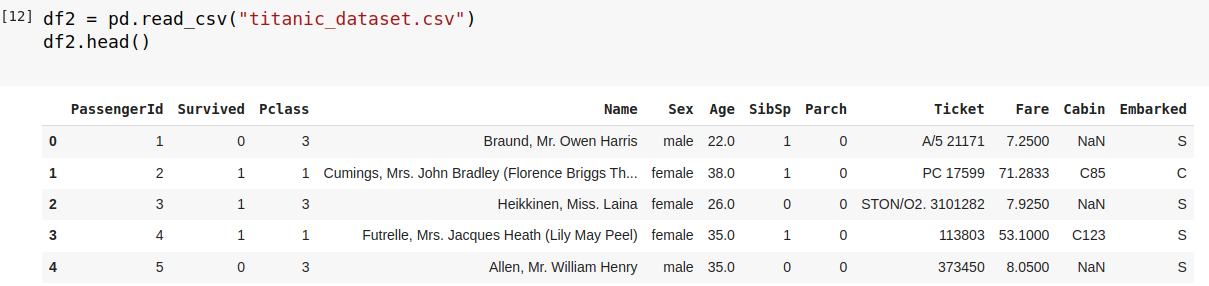 [12] df2 = pd.read_csv("titanic_dataset.csv")
df2.head()
PassengerId Survived Pclass Name Sex Age SibSp Parch Ticket Fare Cabin Embarked
0 1 0 3 Braund, Mr. Owen Harris male 22.0 1 0 A/5 21171 7.2500 NaN S
1 2 1 1 Cumings, Mrs. John Bradley (Florence Briggs Th... female 38.0 1 0 PC 17599 71.2833 C85 C
2 3 1 3 Heikkinen, Miss. Laina female 26.0 0 0 STON/O2. 3101282 7.9250 NaN S
3 4 1 1 Futrelle, Mrs. Jacques Heath (Lily May Peel) female 35.0 1 0 113803 53.1000 C123 S
4 5 0 3 Allen, Mr. William Henry male 35.0 0 0 373450 8.0500 NaN S